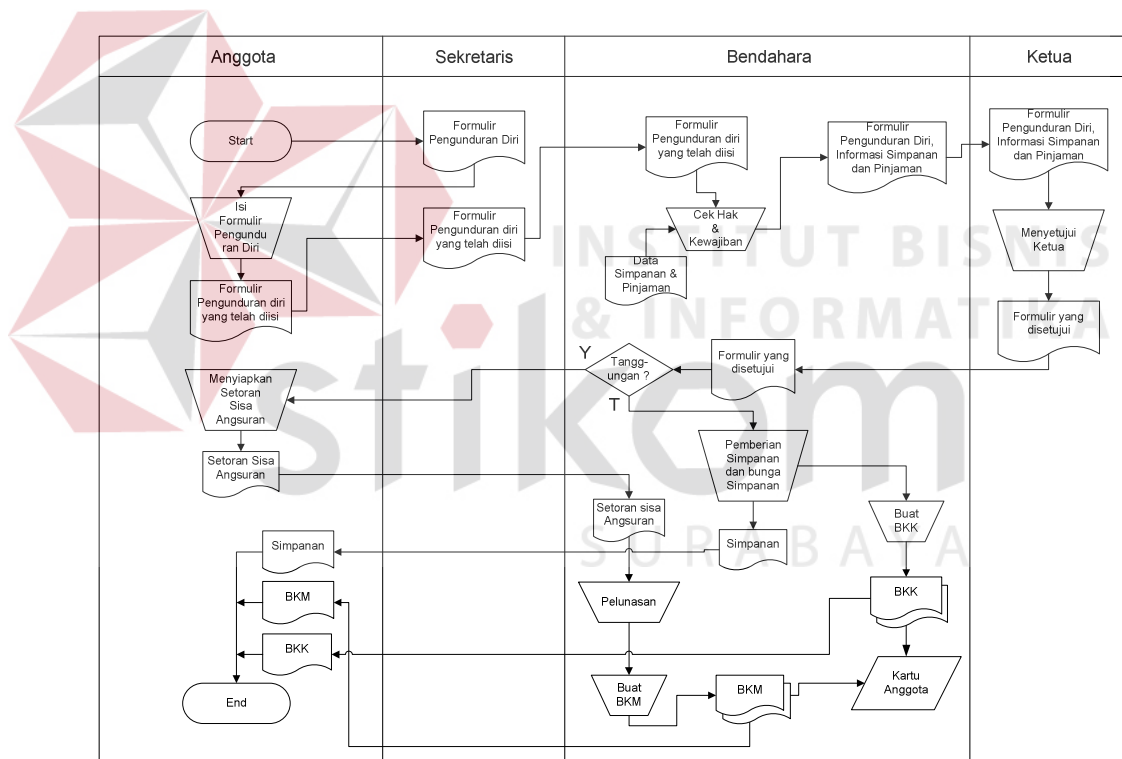 Anggota
Sekretaris
Bendahara
Ketua
Start
Formulir
Pengunduran Diri
Isi
Formulir
Pengundu
ran Diri
Formulir
Pengunduran diri
yang telah diisi
Formulir
Pengunduran diri
yang telah diisi
Formulir
Pengunduran diri
yang telah diisi
Cek Hak
&
Kewajiban
Data
Simpanan &
Pinjaman
Formulir
Pengunduran Diri,
Informasi Simpanan
dan Pinjaman
Formulir
Pengunduran Diri,
Informasi Simpanan
dan Pinjaman
Menyetujui
Ketua
Formulir yang
disetujui
Formulir yang
disetujui
Tangg-
ungan ?
Y
T
Menyiapkan
Setoran
Sisa
Angsuran
Setoran Sisa
Angsuran
Pemberian
Simpanan
dan bunga
Simpanan
Setoran sisa
Angsuran
Simpanan
Buat
BKK
Simpanan
Pelunasan
BKK
BKM
BKK
Buat
BKM
BKM
Kartu
Anggota
End
INSTITUT BISNIS
& INFORMATIKA
stikom
SURABAYA